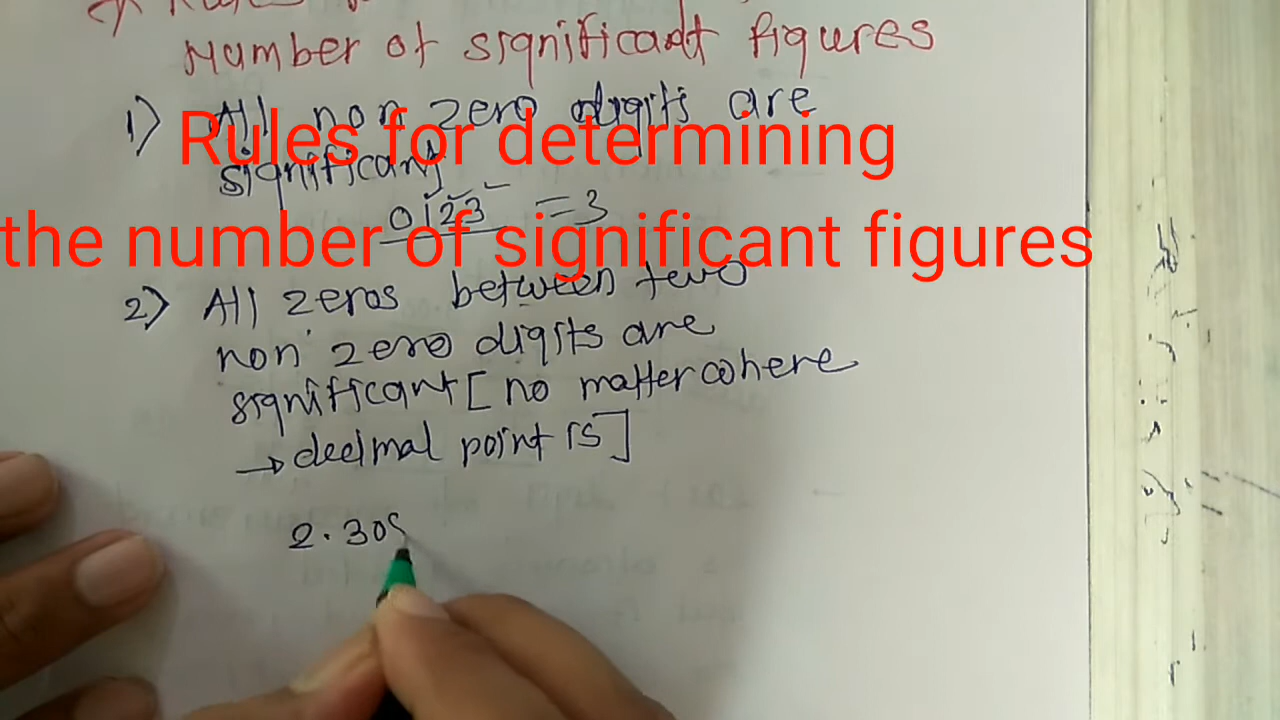 Number of significant figures
1) All non zero digits are
Rules for determining
significant
0123 = 3
the number of significant figures
2) All zeros between two
non zero digits are
significant [ no matter where
→ decimal point is ]
2.30